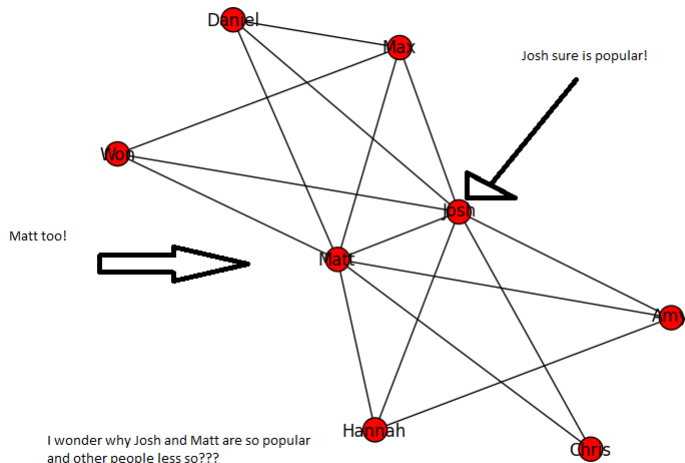 Daniel
Max
Josh sure is popular!
Won
Josh
Matt too!
Matt
Amy
Hannah
I wonder why Josh and Matt are so popular
and other people less so???
Chris